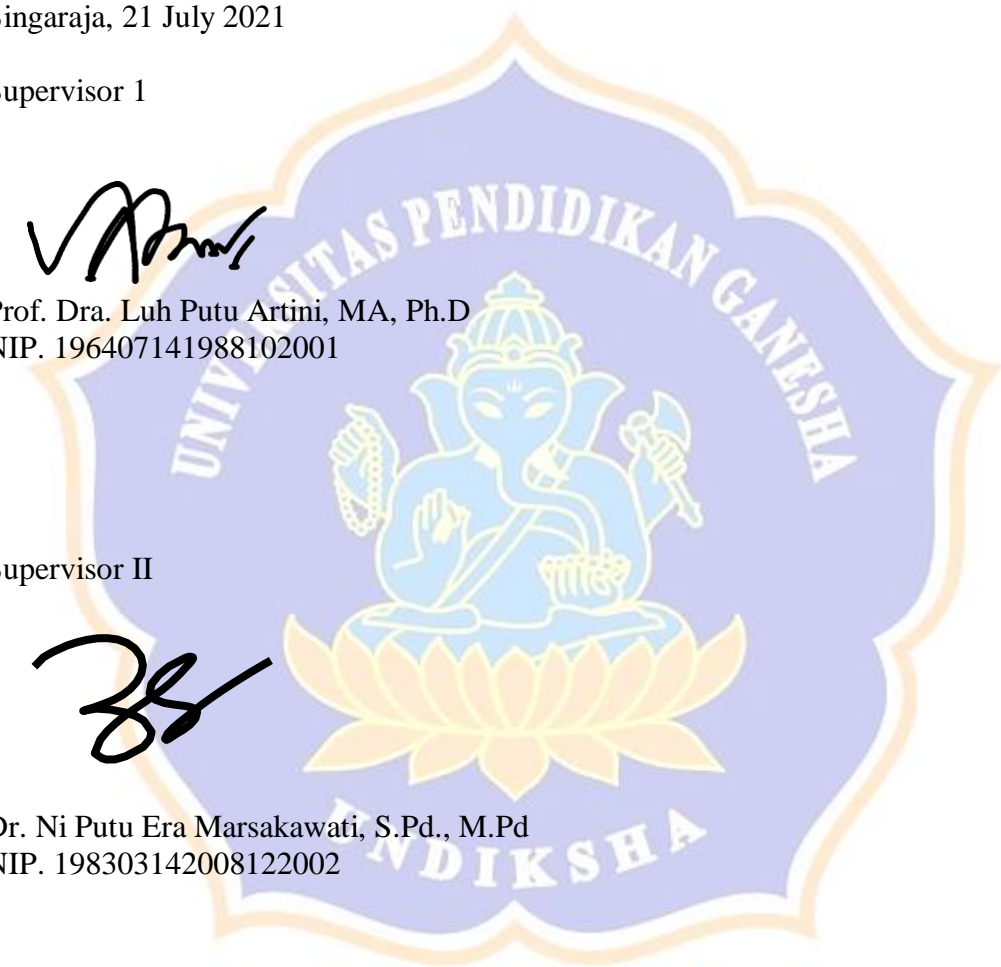 Singaraja, 21 July 2021
Supervisor 1
UNIVERSITAS PENDIDIKAN GANESHA
Prof. Dra. Luh Putu Artini, MA, Ph.D
NIP. 196407141988102001
Supervisor II
Dr. Ni Putu Era Marsakawati, S.Pd., M.Pd
NIP. 198303142008122002
UNDIKSHA